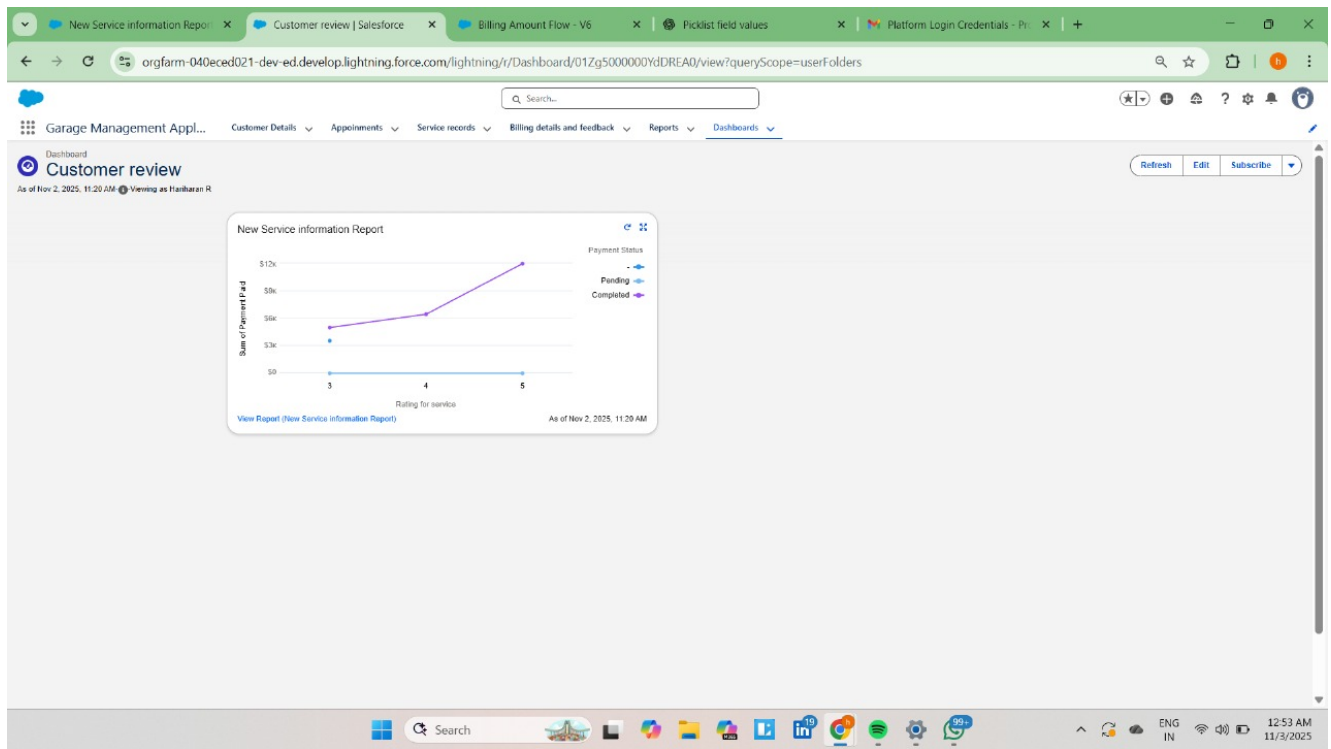 New Service information Repor
Customer review | Salesforce
Billing Amount Flow - V6
Picklist field values
Platform Login Credentials - Pr
orgfarm-040eced021-dev-ed.develop.lightning.force.com/lightning/r/Dashboard/01Zg5000000YdDREA0/view?queryScope=userFolders
h
Search...
Garage Management Appl...
Customer Details
Appoinments
Service records
Billing details and feedback
Reports
Dashboards
Dashboard
Customer review
As of Nov 2, 2025, 11:20 AM·Viewing as Hariharan R
Refresh
Edit
Subscribe
New Service information Report
Payment Status
-
Pending
Completed
Sum of Payment Paid
$12K
$9K
$6K
$3K
$0
3 4 5
Rating for service
View Report (New Service information Report)
As of Nov 2, 2025, 11:20 AM
Search
19
h
99+
ENG
IN
12:53 AM
11/3/2025